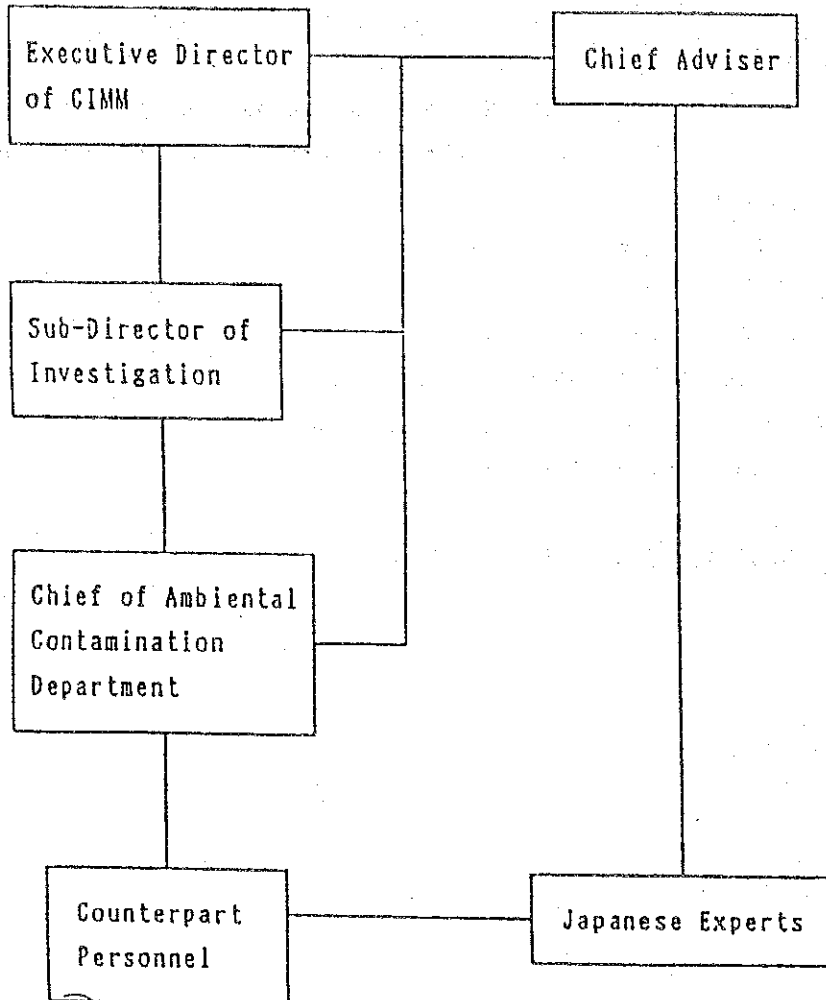 Executive Director
of CIMM
Chief Adviser
Sub-Director of
Investigation
Chief of Ambiental
Contamination
Department
Counterpart
Personnel
Japanese Experts